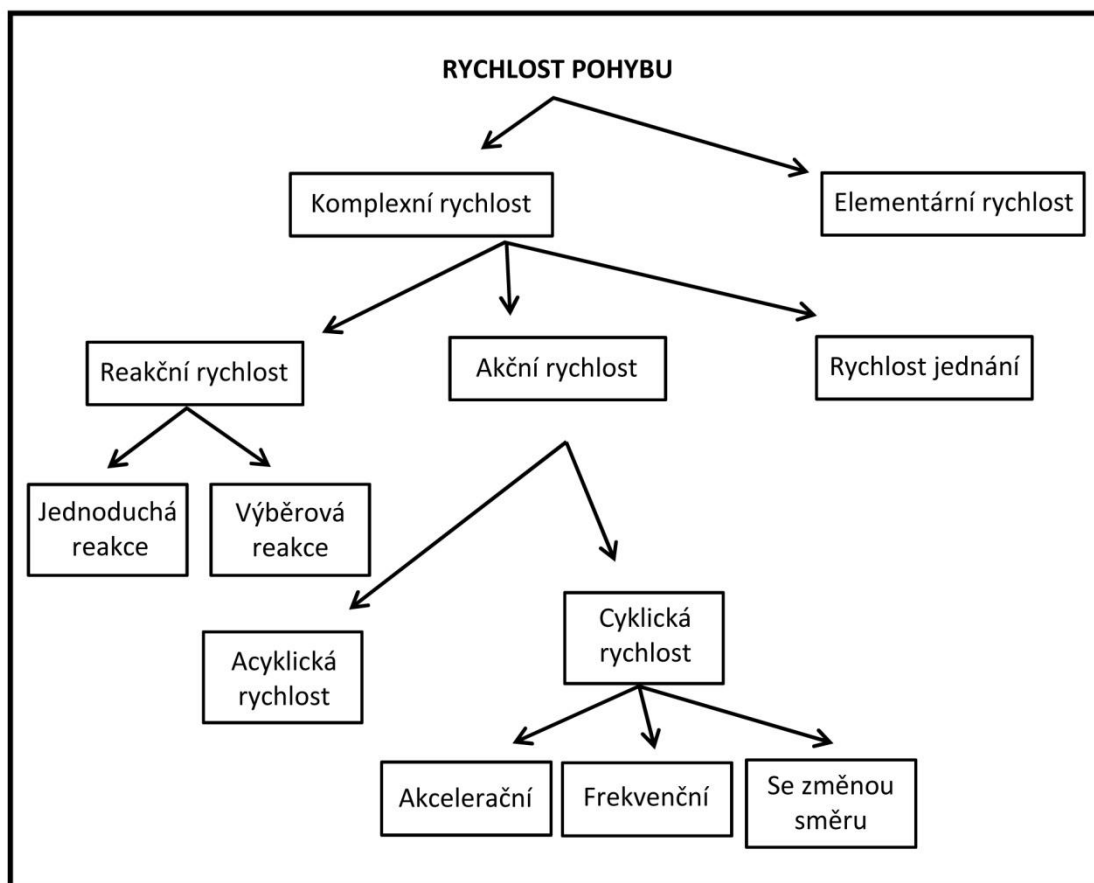 RYCHLOST POHYBU
Komplexní rychlost
Elementární rychlost
Reakční rychlost
Akční rychlost
Rychlost jednání
Jednoduchá
reakce
Výběrová
reakce
Acyklická
rychlost
Cyklická
rychlost
Akcelerační
Frekvenční
Se změnou
směru